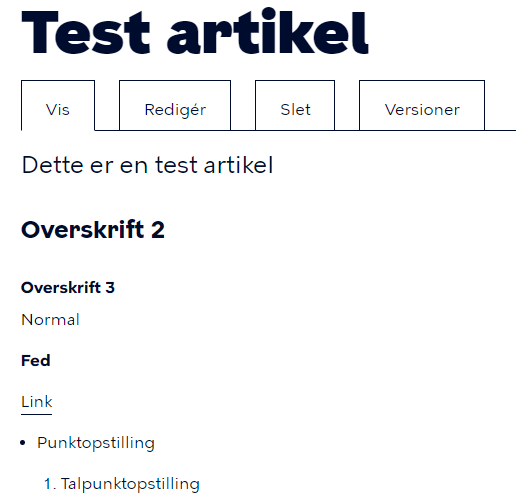 Test artikel
Vis Redigér Slet Versioner
Dette er en test artikel
Overskrift 2
Overskrift 3
Normal
Fed
Link
• Punktopstilling
1. Talpunktopstilling